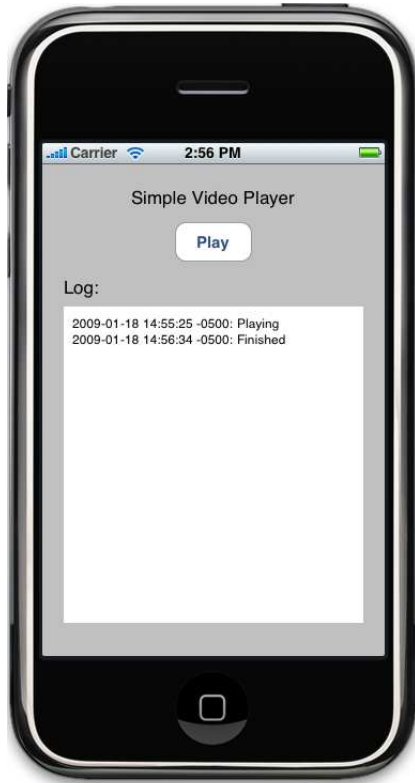 Carrier 2:56 PM
Simple Video Player
Play
Log:
2009-01-18 14:55:25 -0500: Playing
2009-01-18 14:56:34 -0500: Finished